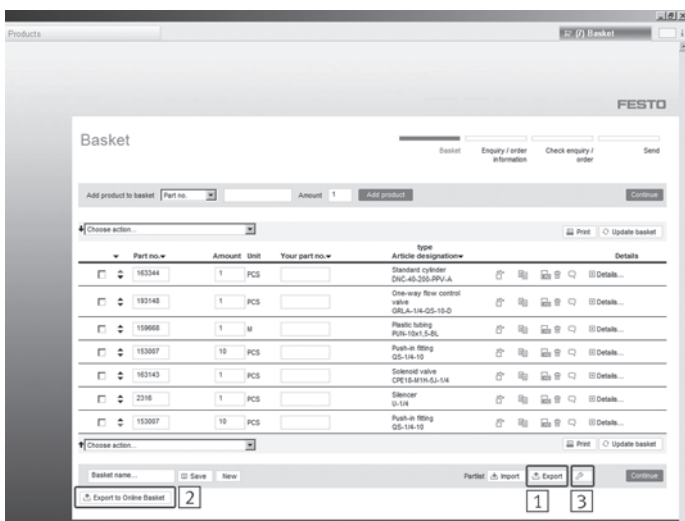 Products
(7) Basket
FESTO
Basket
Basket
Enquiry / order information
Check enquiry / order
Send
Add product to basket Part no. Amount 1 Add product Continue
Choose action... Print Update basket
Part no. Amount Unit Your part no. type Article designation Details
163344 1 PCS Standard cylinder DNC-40-200-PPV-A Details...
193148 1 PCS One-way flow control valve GRLA-1/4-QS-10-D Details...
159668 1 M Plastic tubing PUN-10x1,5-BL Details...
153007 10 PCS Push-in fitting QS-1/4-10 Details...
163143 1 PCS Solenoid valve CPE18-M1H-5J-1/4 Details...
2316 1 PCS Silencer U-1/4 Details...
153007 10 PCS Push-in fitting QS-1/4-10 Details...
Choose action... Print Update basket
Basket name... Save New Partlist Import Export Continue
Export to Online Basket 2 1 3